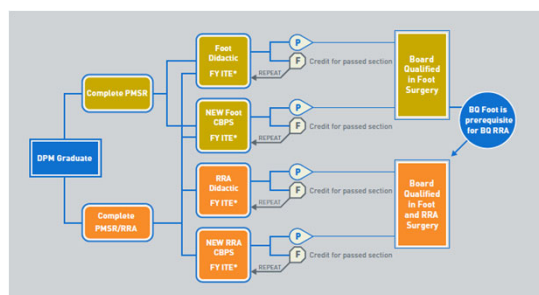 DPM Graduate
Complete PMSR
Complete
PMSR/RRA
Foot
Didactic
FY ITE*
P
F
Credit for passed section
REPEAT
NEW Foot
CBPS
FY ITE*
P
F
Credit for passed section
REPEAT
RRA
Didactic
FY ITE*
P
F
Credit for passed section
REPEAT
NEW RRA
CBPS
FY ITE*
P
F
Credit for passed section
REPEAT
Board
Qualified
in Foot
Surgery
BQ Foot is
prerequisite
for BQ RRA
Board
Qualified
in Foot
and RRA
Surgery